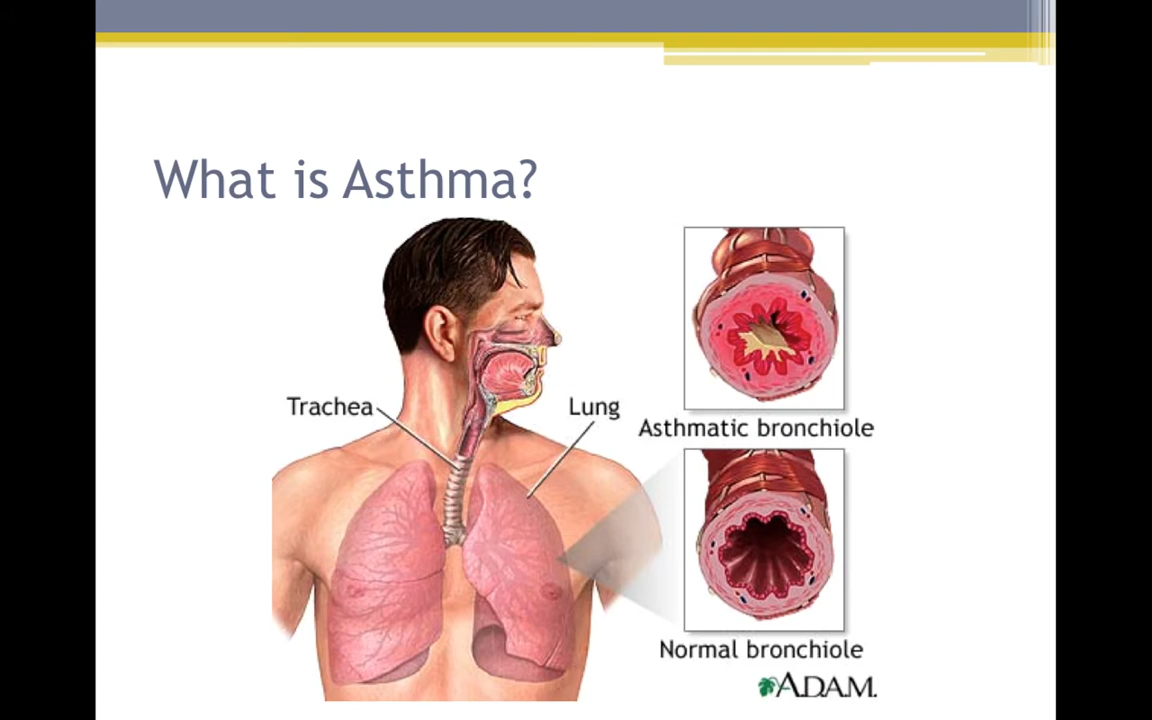 What is Asthma?
Trachea
Lung
Asthmatic bronchiole
Normal bronchiole
A.D.A.M.